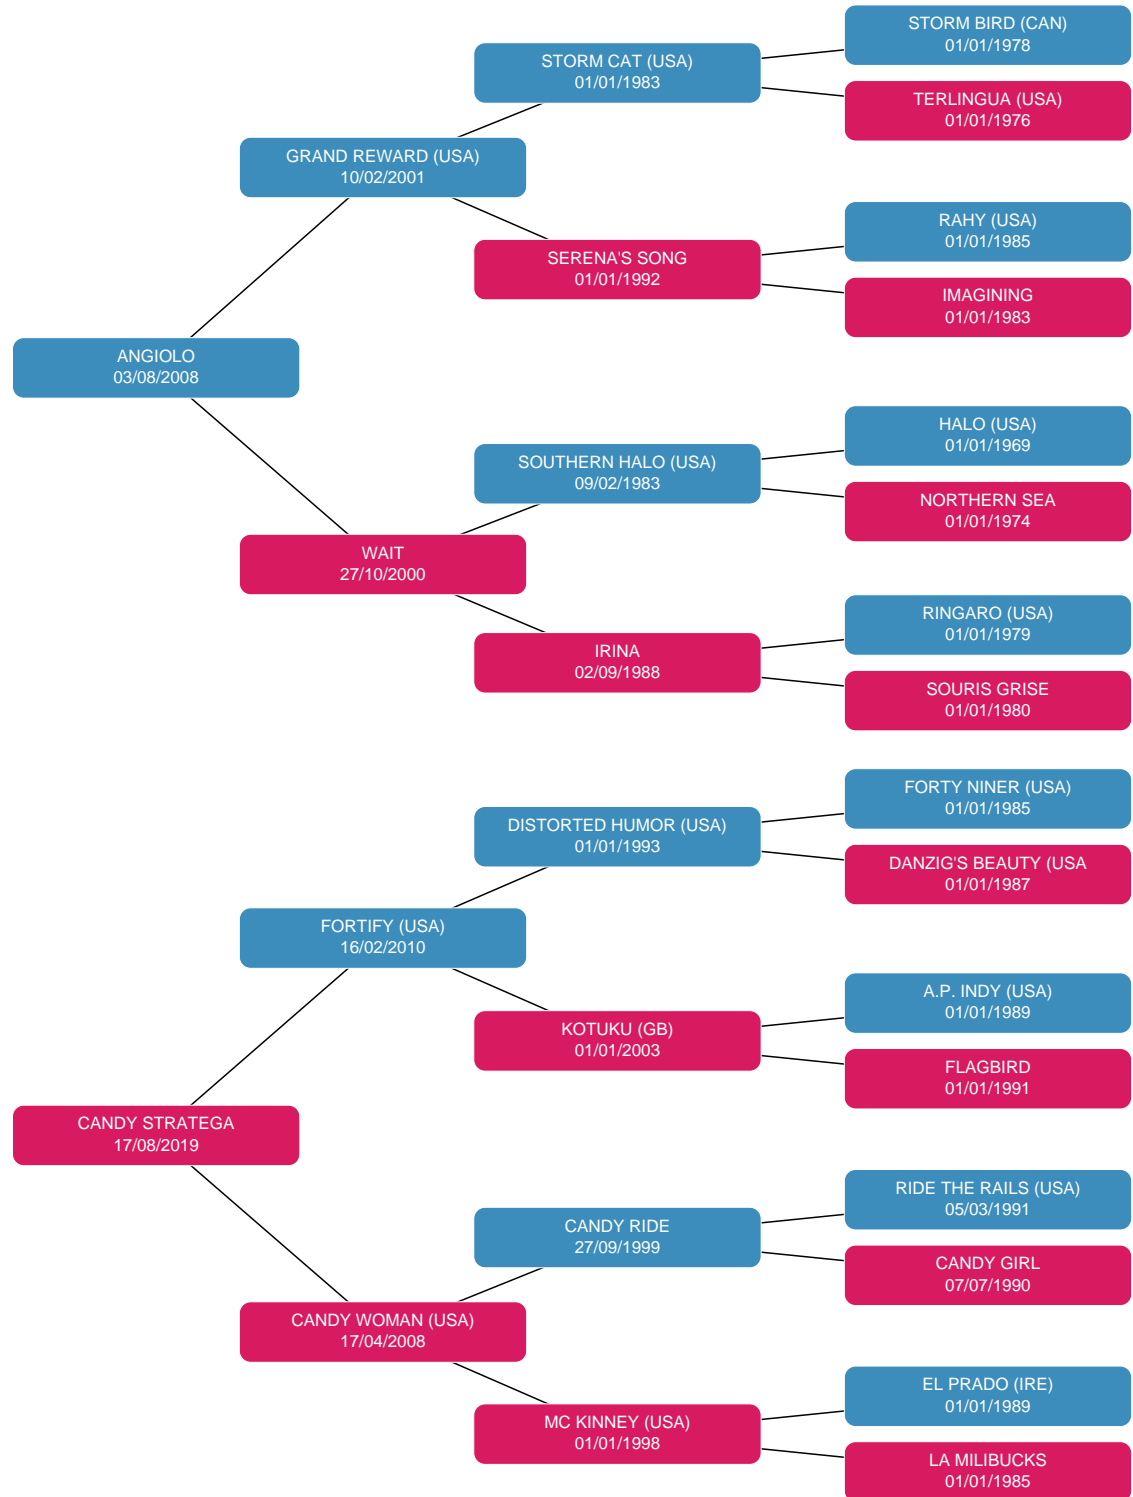 STORM BIRD (CAN)
01/01/1978
STORM CAT (USA)
01/01/1983
TERLINGUA (USA)
01/01/1976
GRAND REWARD (USA)
10/02/2001
RAHY (USA)
01/01/1985
SERENA'S SONG
01/01/1992
IMAGINING
01/01/1983
ANGIOLO
03/08/2008
HALO (USA)
01/01/1969
SOUTHERN HALO (USA)
09/02/1983
NORTHERN SEA
01/01/1974
WAIT
27/10/2000
RINGARO (USA)
01/01/1979
IRINA
02/09/1988
SOURIS GRISE
01/01/1980
FORTY NINER (USA)
01/01/1985
DISTORTED HUMOR (USA)
01/01/1993
DANZIG'S BEAUTY (USA
01/01/1987
FORTIFY (USA)
16/02/2010
A.P. INDY (USA)
01/01/1989
KOTUKU (GB)
01/01/2003
FLAGBIRD
01/01/1991
CANDY STRATEGA
17/08/2019
RIDE THE RAILS (USA)
05/03/1991
CANDY RIDE
27/09/1999
CANDY GIRL
07/07/1990
CANDY WOMAN (USA)
17/04/2008
EL PRADO (IRE)
01/01/1989
MC KINNEY (USA)
01/01/1998
LA MILIBUCKS
01/01/1985